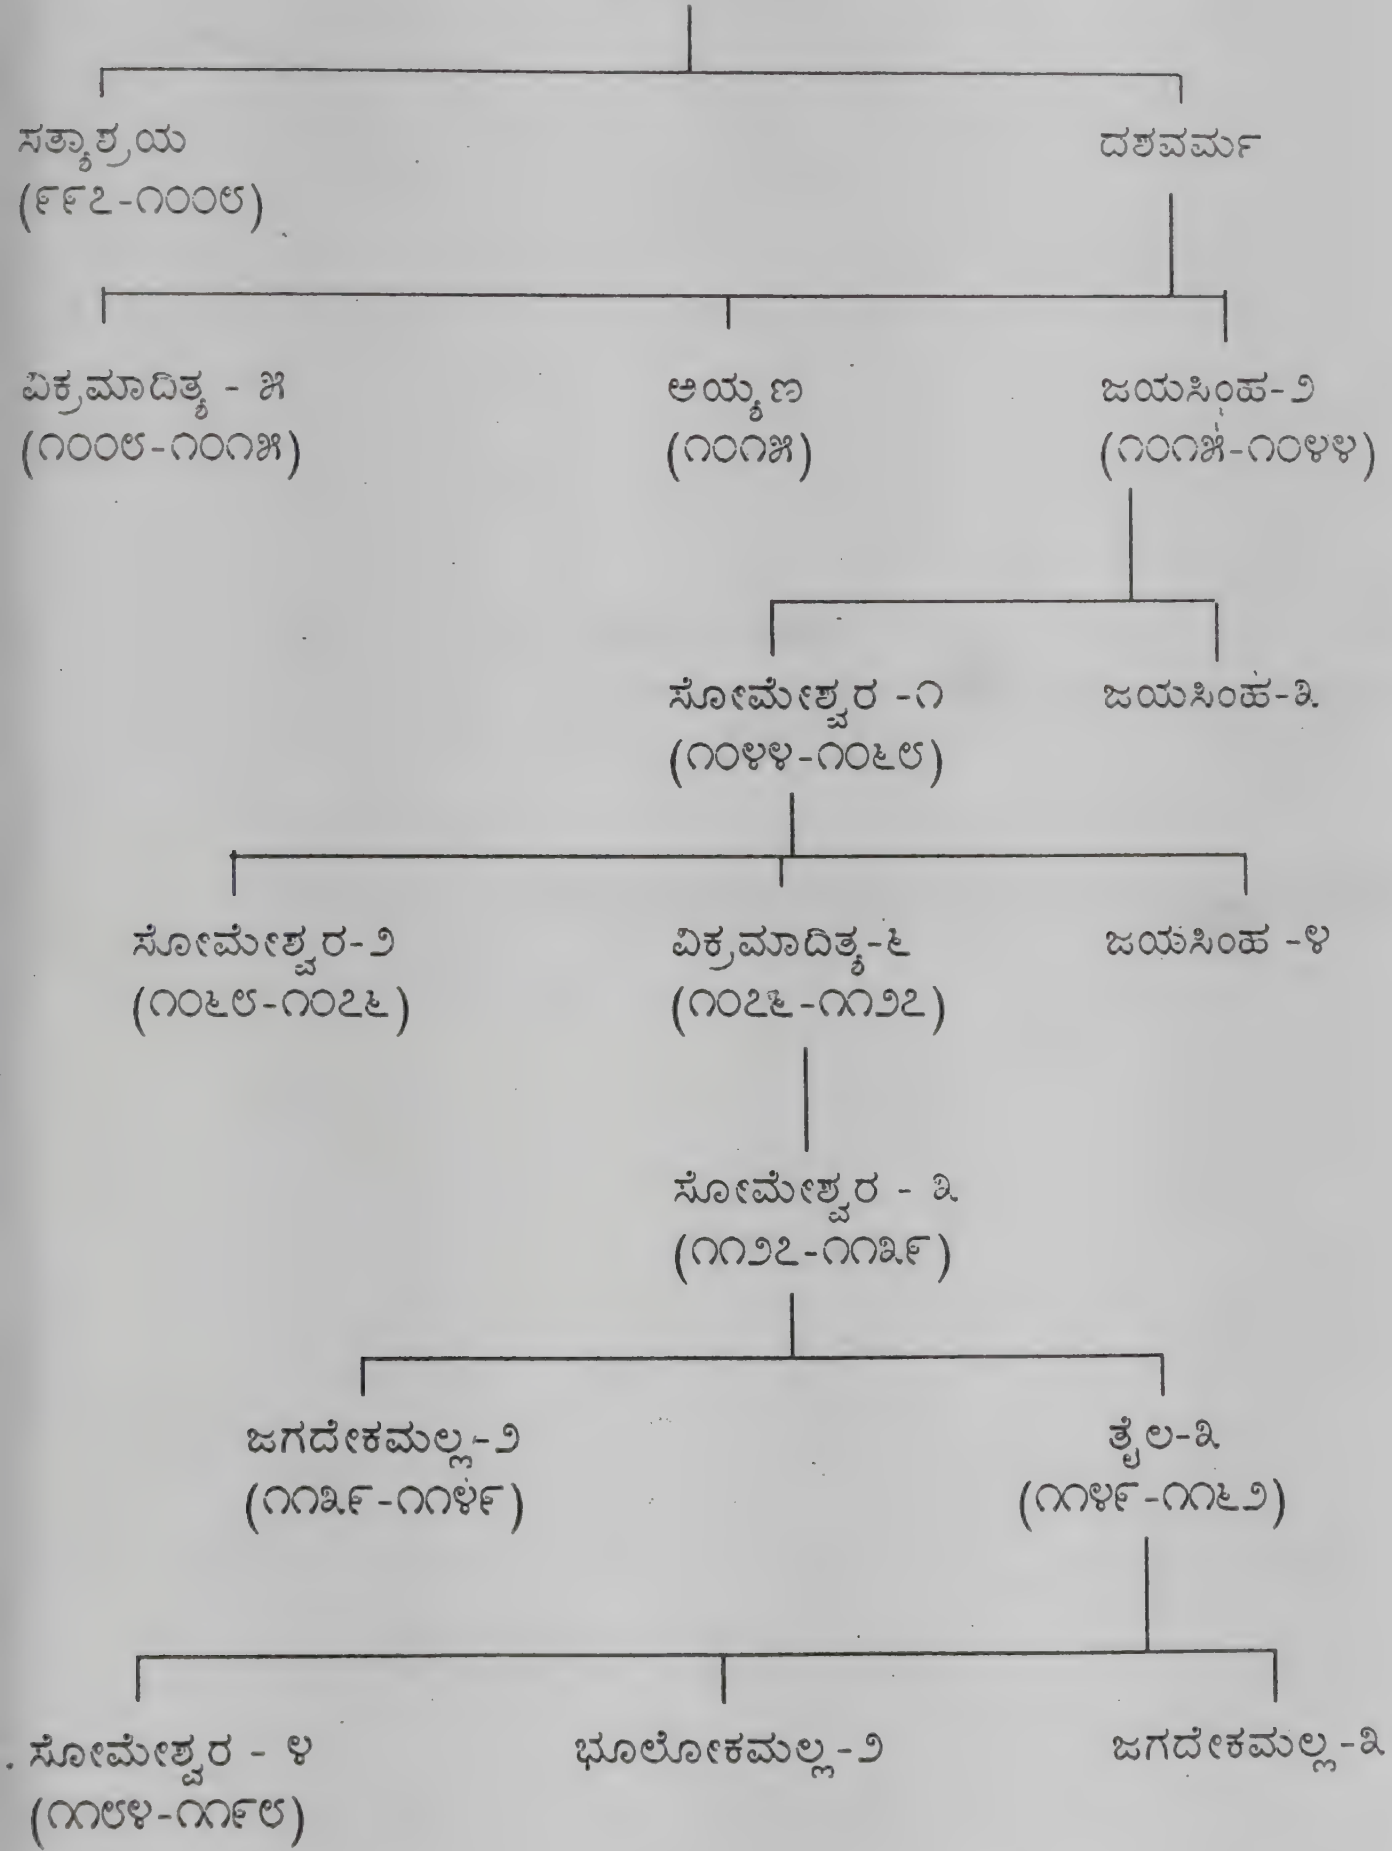 ಸತ್ಯಾಶ್ರಯ ದಶವರ್ಮ
(೯೯೭-೧೦೦೮)
ವಿಕ್ರಮಾದಿತ್ಯ - ೫ ಅಯ್ಯಣ ಜಯಸಿಂಹ-೨
(೧೦೦೮-೧೦೧೫) (೧೦೧೫) (೧೦೧೫-೧೦೪೪)
ಸೋಮೇಶ್ವರ -೧ ಜಯಸಿಂಹ-೩
(೧೦೪೪-೧೦೬೮)
ಸೋಮೇಶ್ವರ-೨ ವಿಕ್ರಮಾದಿತ್ಯ-೬ ಜಯಸಿಂಹ -೪
(೧೦೬೮-೧೦೭೬) (೧೦೭೬-೧೧೨೭)
ಸೋಮೇಶ್ವರ - ೩
(೧೧೨೭-೧೧೩೯)
ಜಗದೇಕಮಲ್ಲ-೨ ತೈಲ-೩
(೧೧೩೯-೧೧೪೯) (೧೧೪೯-೧೧೬೨)
ಸೋಮೇಶ್ವರ - ೪ ಭೂಲೋಕಮಲ್ಲ-೨ ಜಗದೇಕಮಲ್ಲ-೩
(೧೧೮೪-೧೧೯೮)